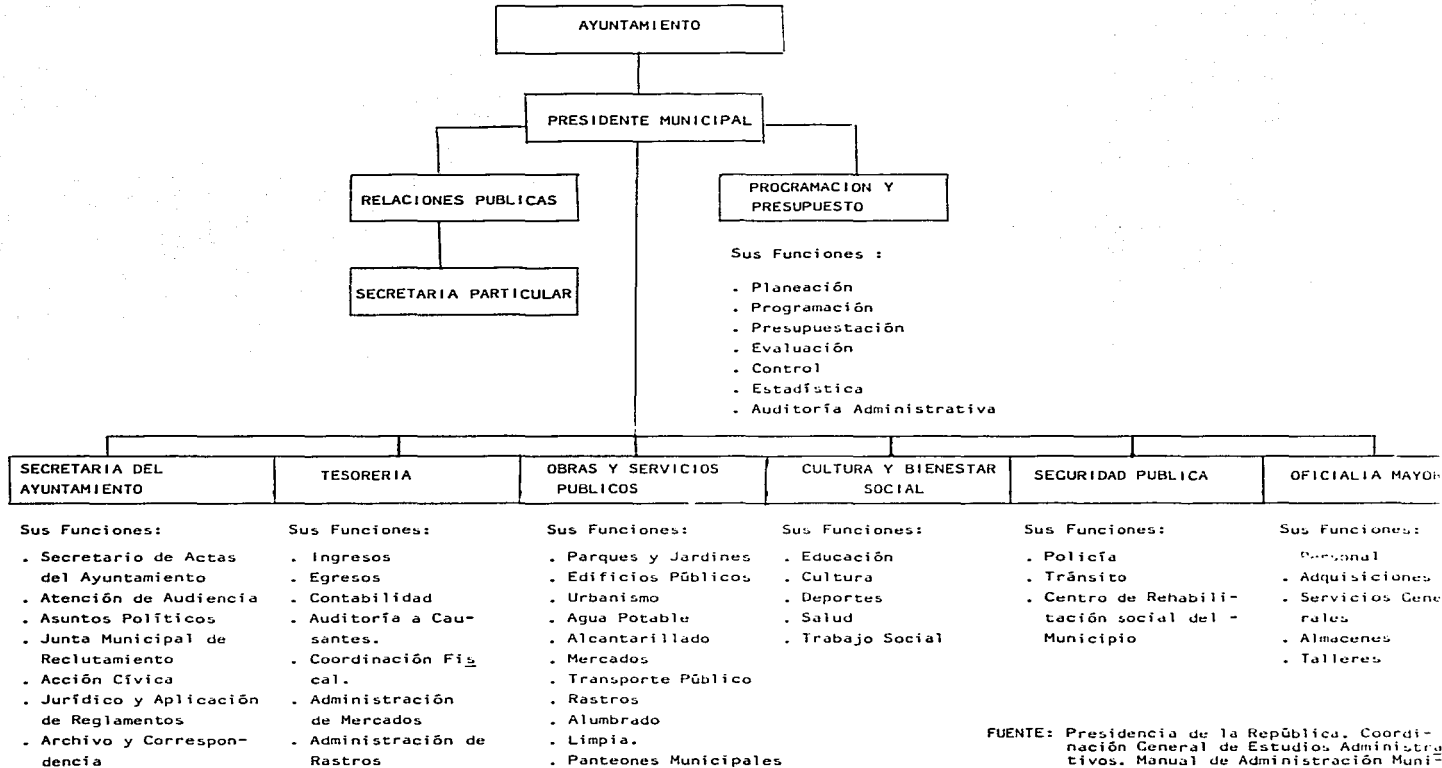 AYUNTAMIENTO
PRESIDENTE MUNICIPAL
RELACIONES PUBLICAS
SECRETARIA PARTICULAR
PROGRAMACION Y
PRESUPUESTO
Sus Funciones :
. Planeación
. Programación
. Presupuestación
. Evaluación
. Control
. Estadística
. Auditoría Administrativa
SECRETARIA DEL
AYUNTAMIENTO
Sus Funciones:
. Secretario de Actas
del Ayuntamiento
. Atención de Audiencia
. Asuntos Políticos
. Junta Municipal de
Reclutamiento
. Acción Cívica
. Jurídico y Aplicación
de Reglamentos
. Archivo y Correspon-
dencia
TESORERIA
Sus Funciones:
. Ingresos
. Egresos
. Contabilidad
. Auditoría a Cau-
santes.
. Coordinación Fis
cal.
. Administración
de Mercados
. Administración de
Rastros
OBRAS Y SERVICIOS
PUBLICOS
Sus Funciones:
. Parques y Jardines
. Edificios Públicos
. Urbanismo
. Agua Potable
. Alcantarillado
. Mercados
. Transporte Público
. Rastros
. Alumbrado
. Limpia.
. Panteones Municipales
CULTURA Y BIENESTAR
SOCIAL
Sus Funciones:
. Educación
. Cultura
. Deportes
. Salud
. Trabajo Social
SEGURIDAD PUBLICA
Sus Funciones:
. Policía
. Tránsito
. Centro de Rehabili-
tación social del -
Municipio
OFICIALIA MAYOR
Sus Funciones:
Personal
. Adquisiciones
. Servicios Gene
rales
. Almacenes
. Talleres
FUENTE: Presidencia de la República. Coordi-
nación General de Estudios Administra
tivos. Manual de Administración Muni-